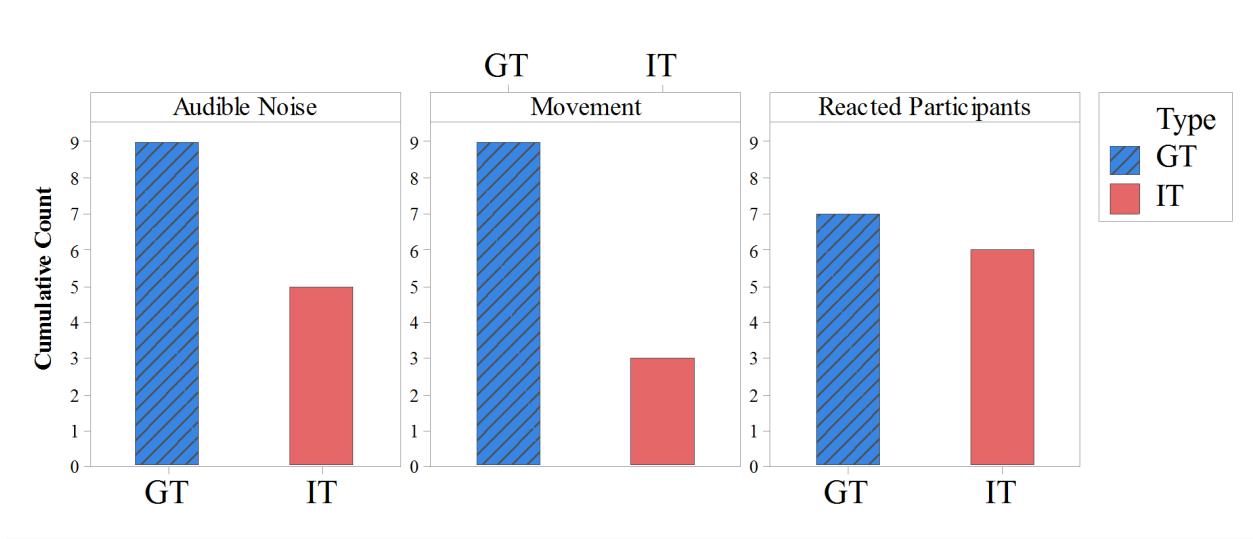 GT IT
Audible Noise Movement Reacted Participants
Type
GT
IT
Cumulative Count
9 9 9
8 8 8
7 7 7
6 6 6
5 5 5
4 4 4
3 3 3
2 2 2
1 1 1
0 0 0
GT IT GT IT